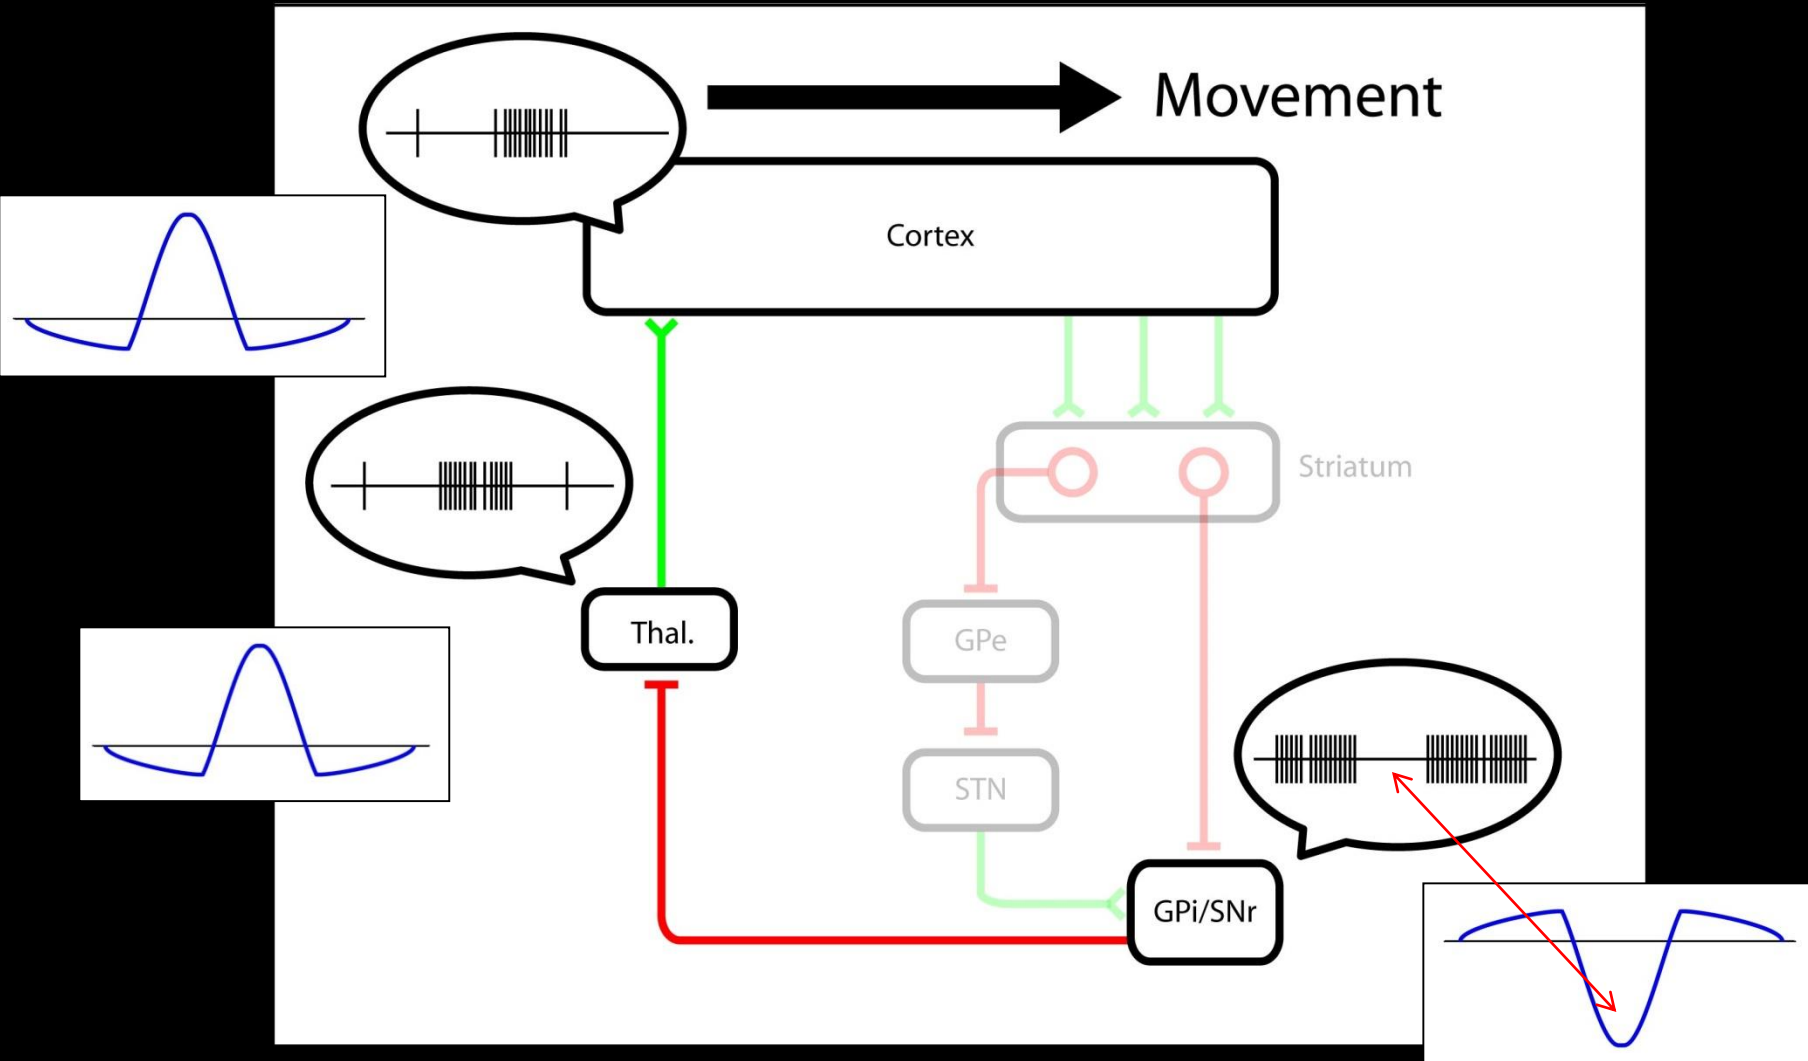 Movement
Cortex
Striatum
Thal.
GPe
STN
GPi/SNr